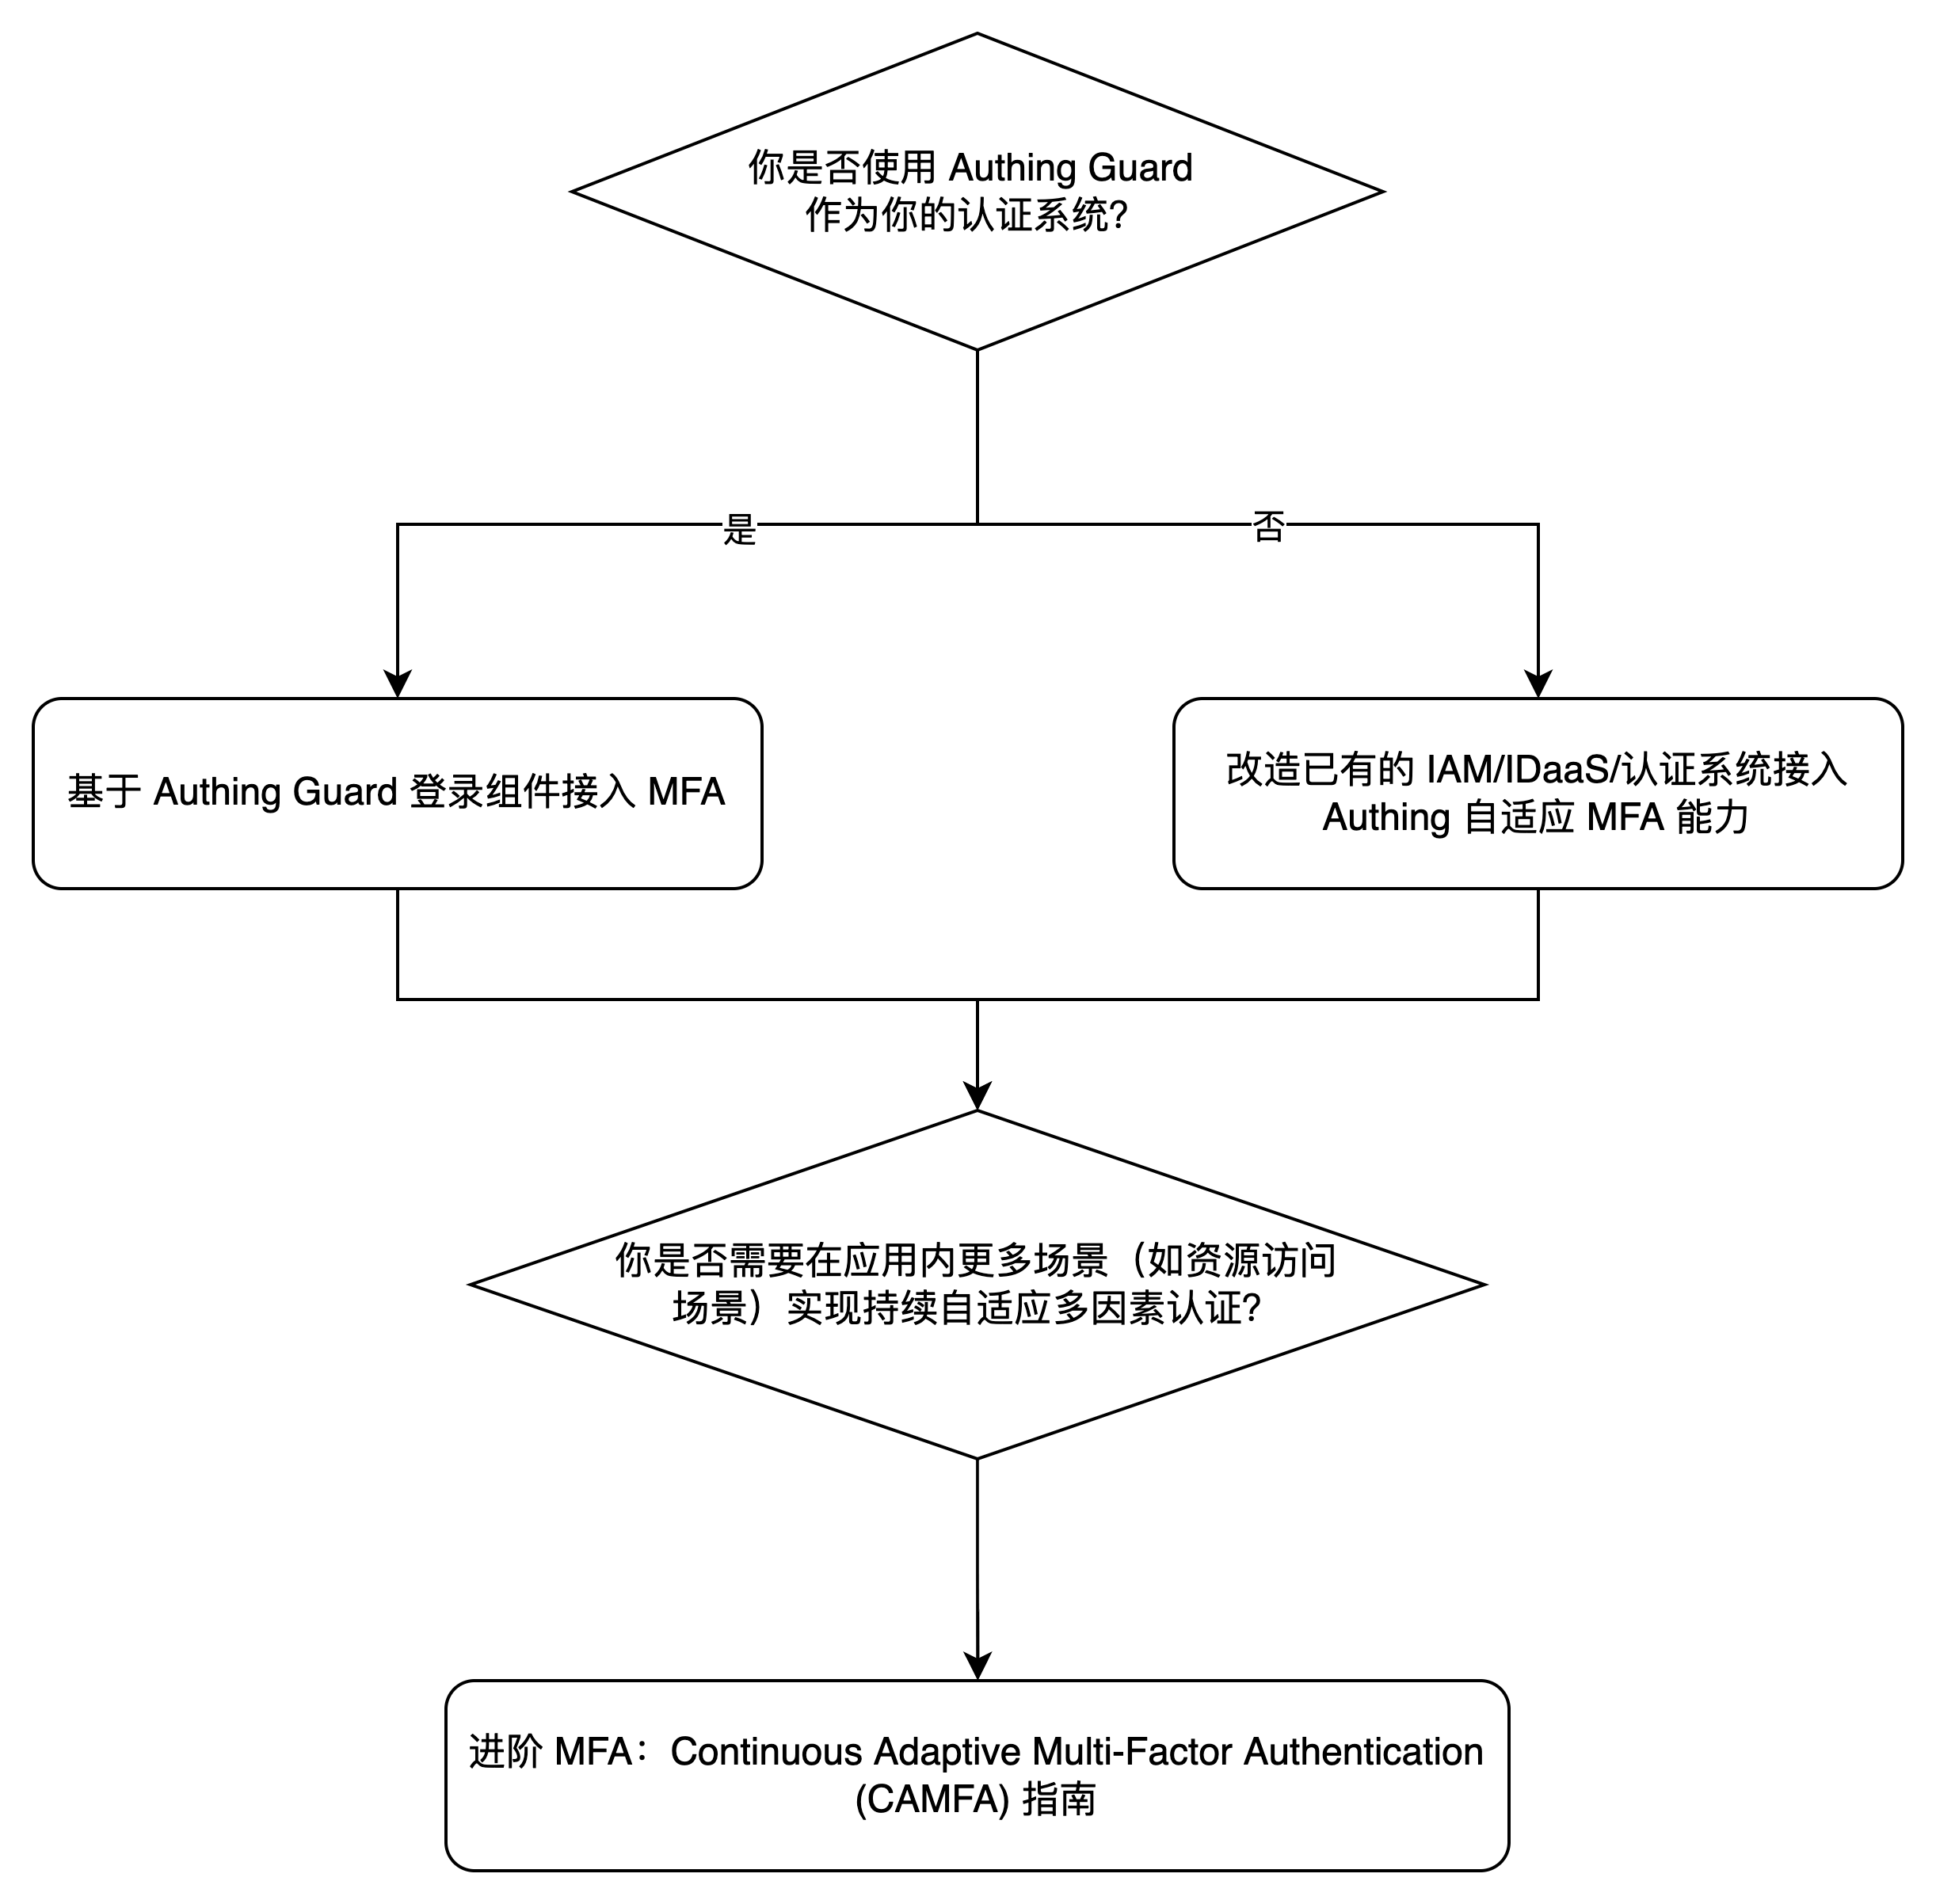 你是否使用 Authing Guard
作为你的认证系统？
是
否
基于 Authing Guard 登录组件接入 MFA
改造已有的 IAM/IDaaS/认证系统接入
Authing 自适应 MFA 能力
你是否需要在应用内更多场景（如资源访问
场景）实现持续自适应多因素认证？
进阶 MFA：Continuous Adaptive Multi-Factor Authentication
(CAMFA) 指南